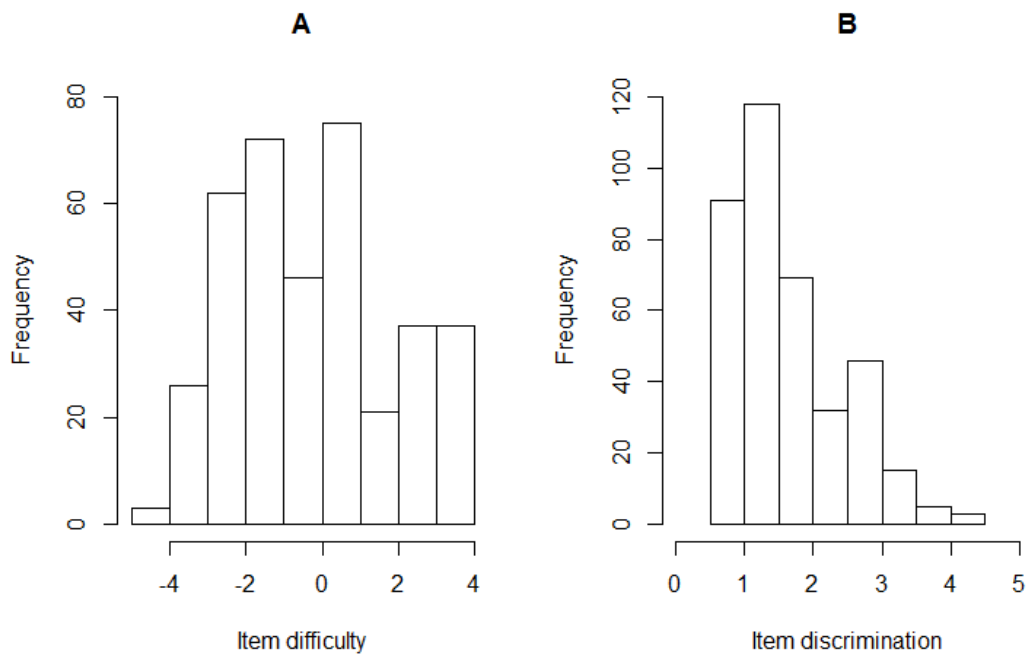 A
Frequency
0 20 40 60 80
-4 -2 0 2 4
Item difficulty
B
Frequency
0 20 40 60 80 100 120
0 1 2 3 4 5
Item discrimination